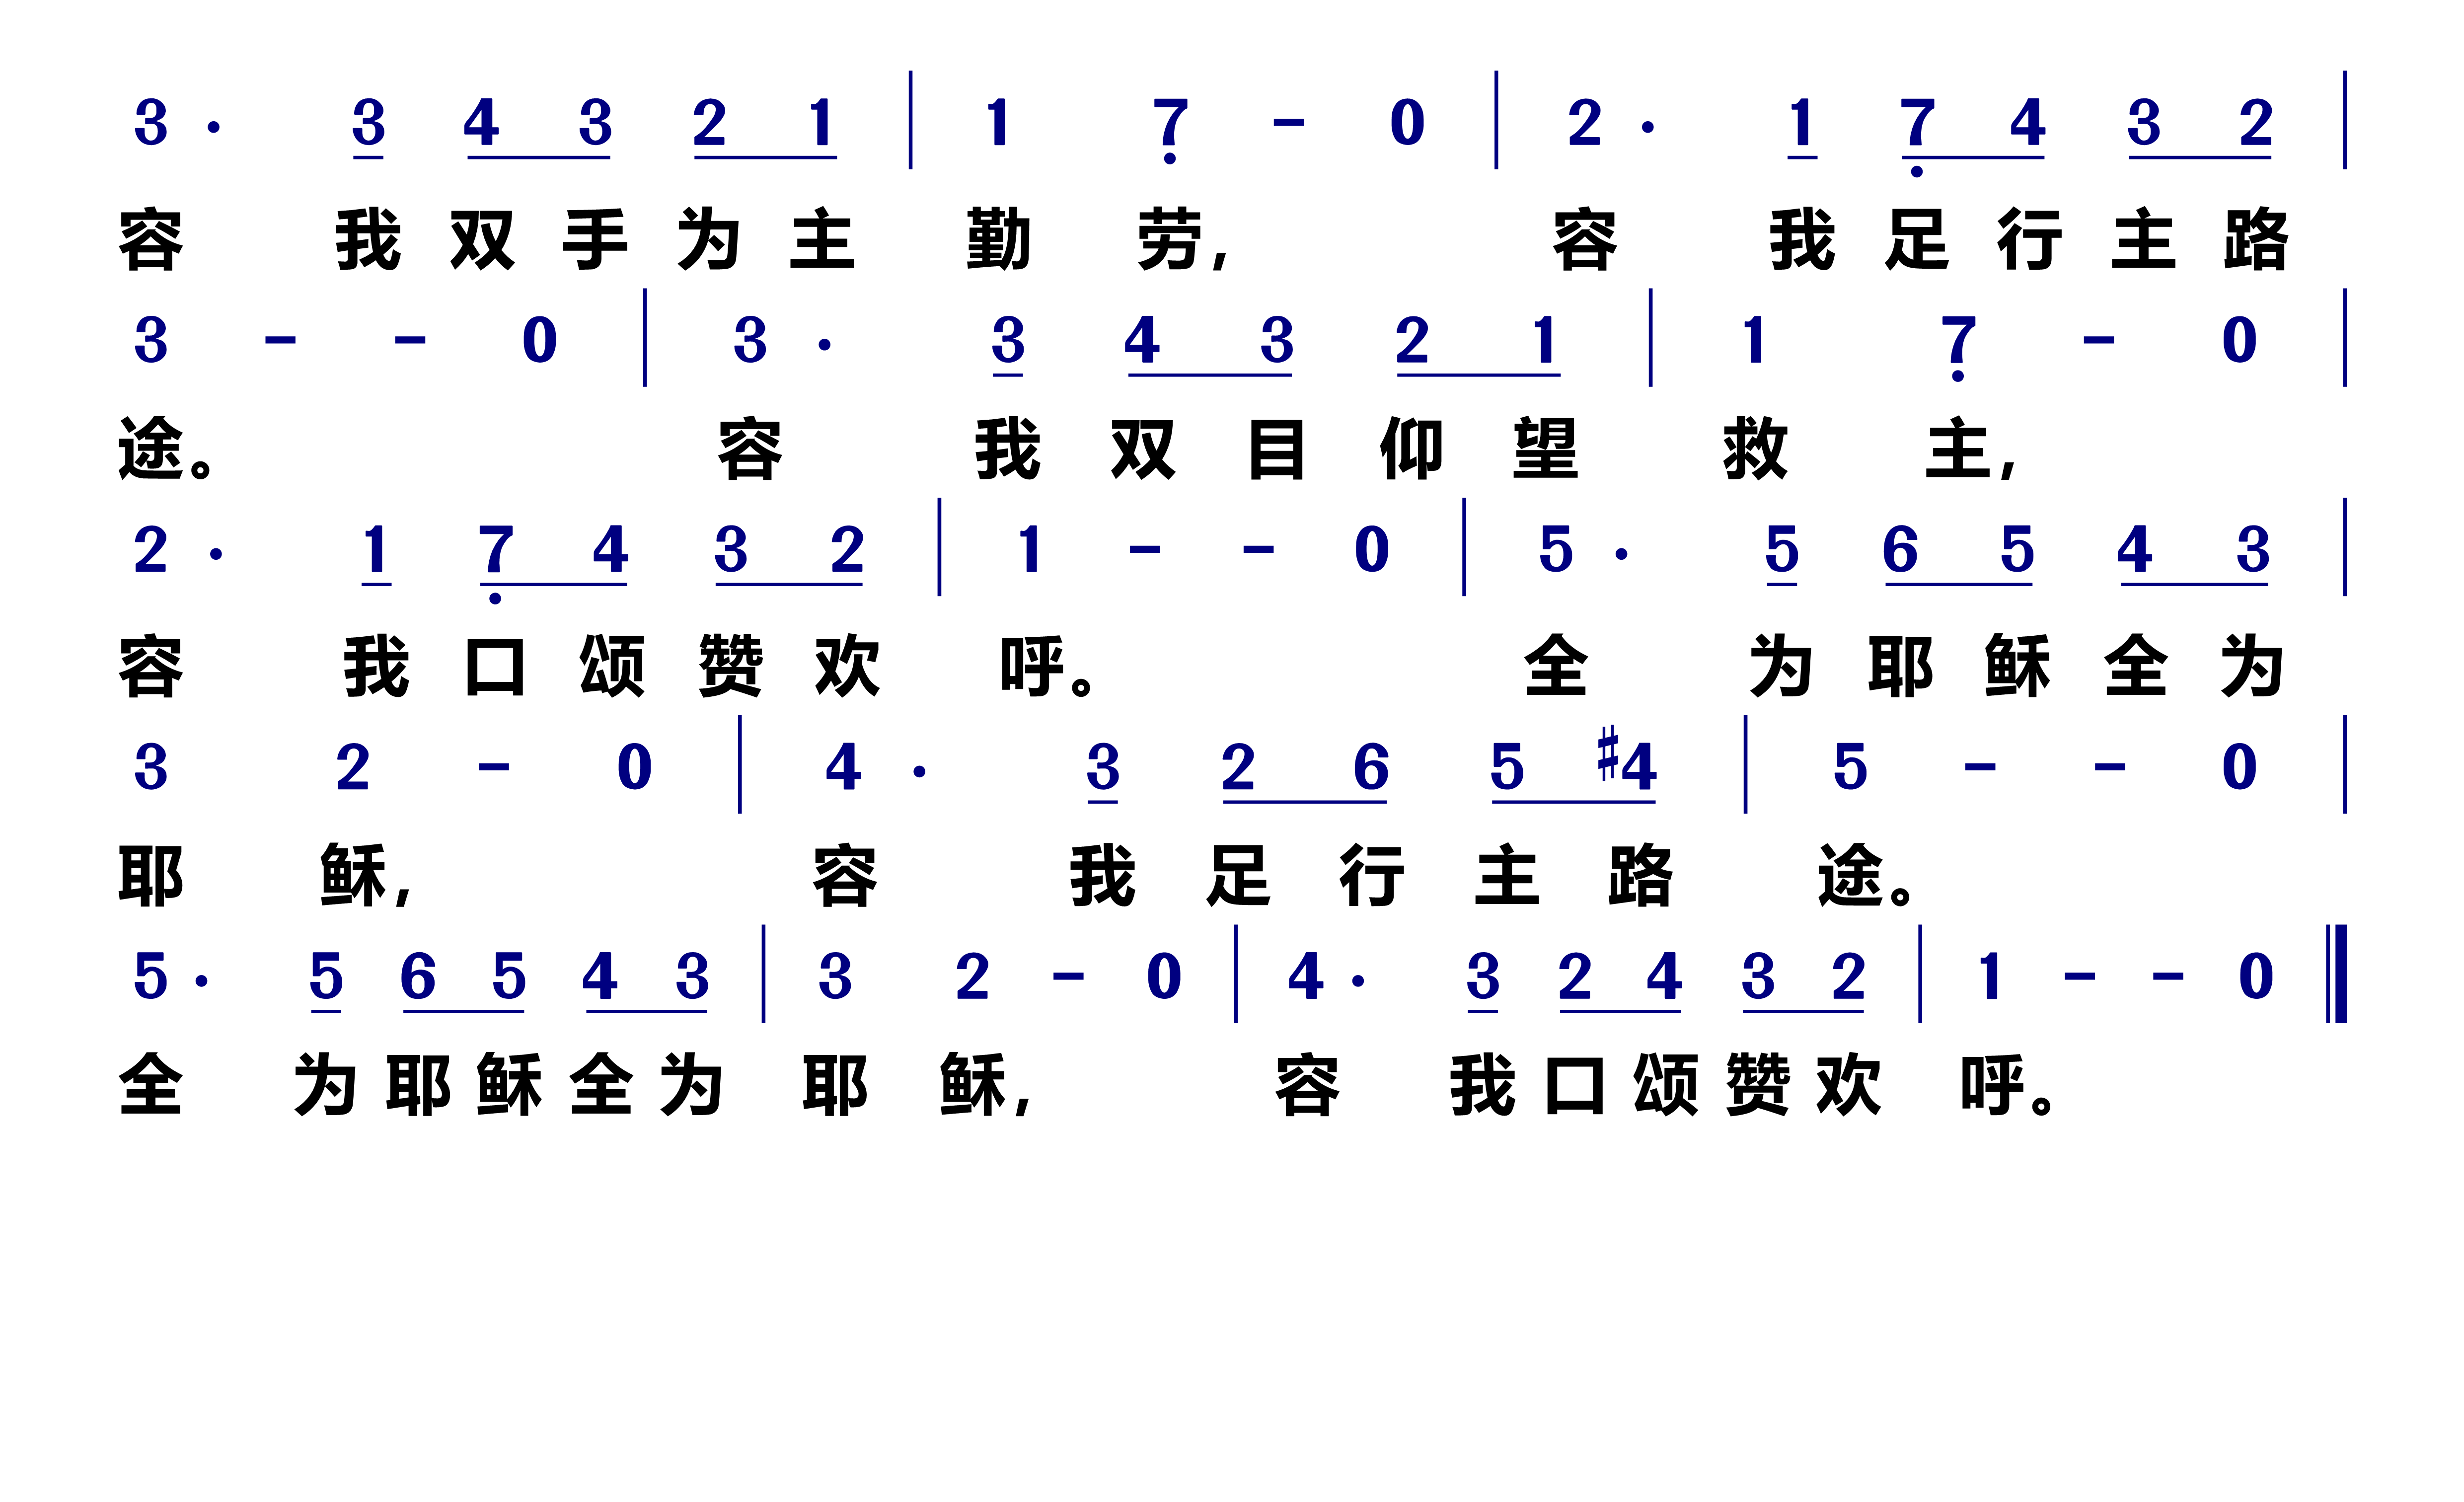 3· 3 4 3 2 1 | 1 7̣ - 0 | 2· 1 7̣ 4 3 2 |
容 我 双 手 为 主 勤 劳, 容 我 足 行 主 路
3 - - 0 | 3· 3 4 3 2 1 | 1 7̣ - 0 |
途。 容 我 双 目 仰 望 救 主,
2· 1 7̣ 4 3 2 | 1 - - 0 | 5· 5 6 5 4 3 |
容 我 口 颂 赞 欢 呼。 全 为 耶 稣 全 为
3 2 - 0 | 4· 3 2 6 5 ♯4 | 5 - - 0 |
耶 稣, 容 我 足 行 主 路 途。
5· 5 6 5 4 3 | 3 2 - 0 | 4· 3 2 4 3 2 | 1 - - 0 ‖
全 为 耶 稣 全 为 耶 稣, 容 我 口 颂 赞 欢 呼。